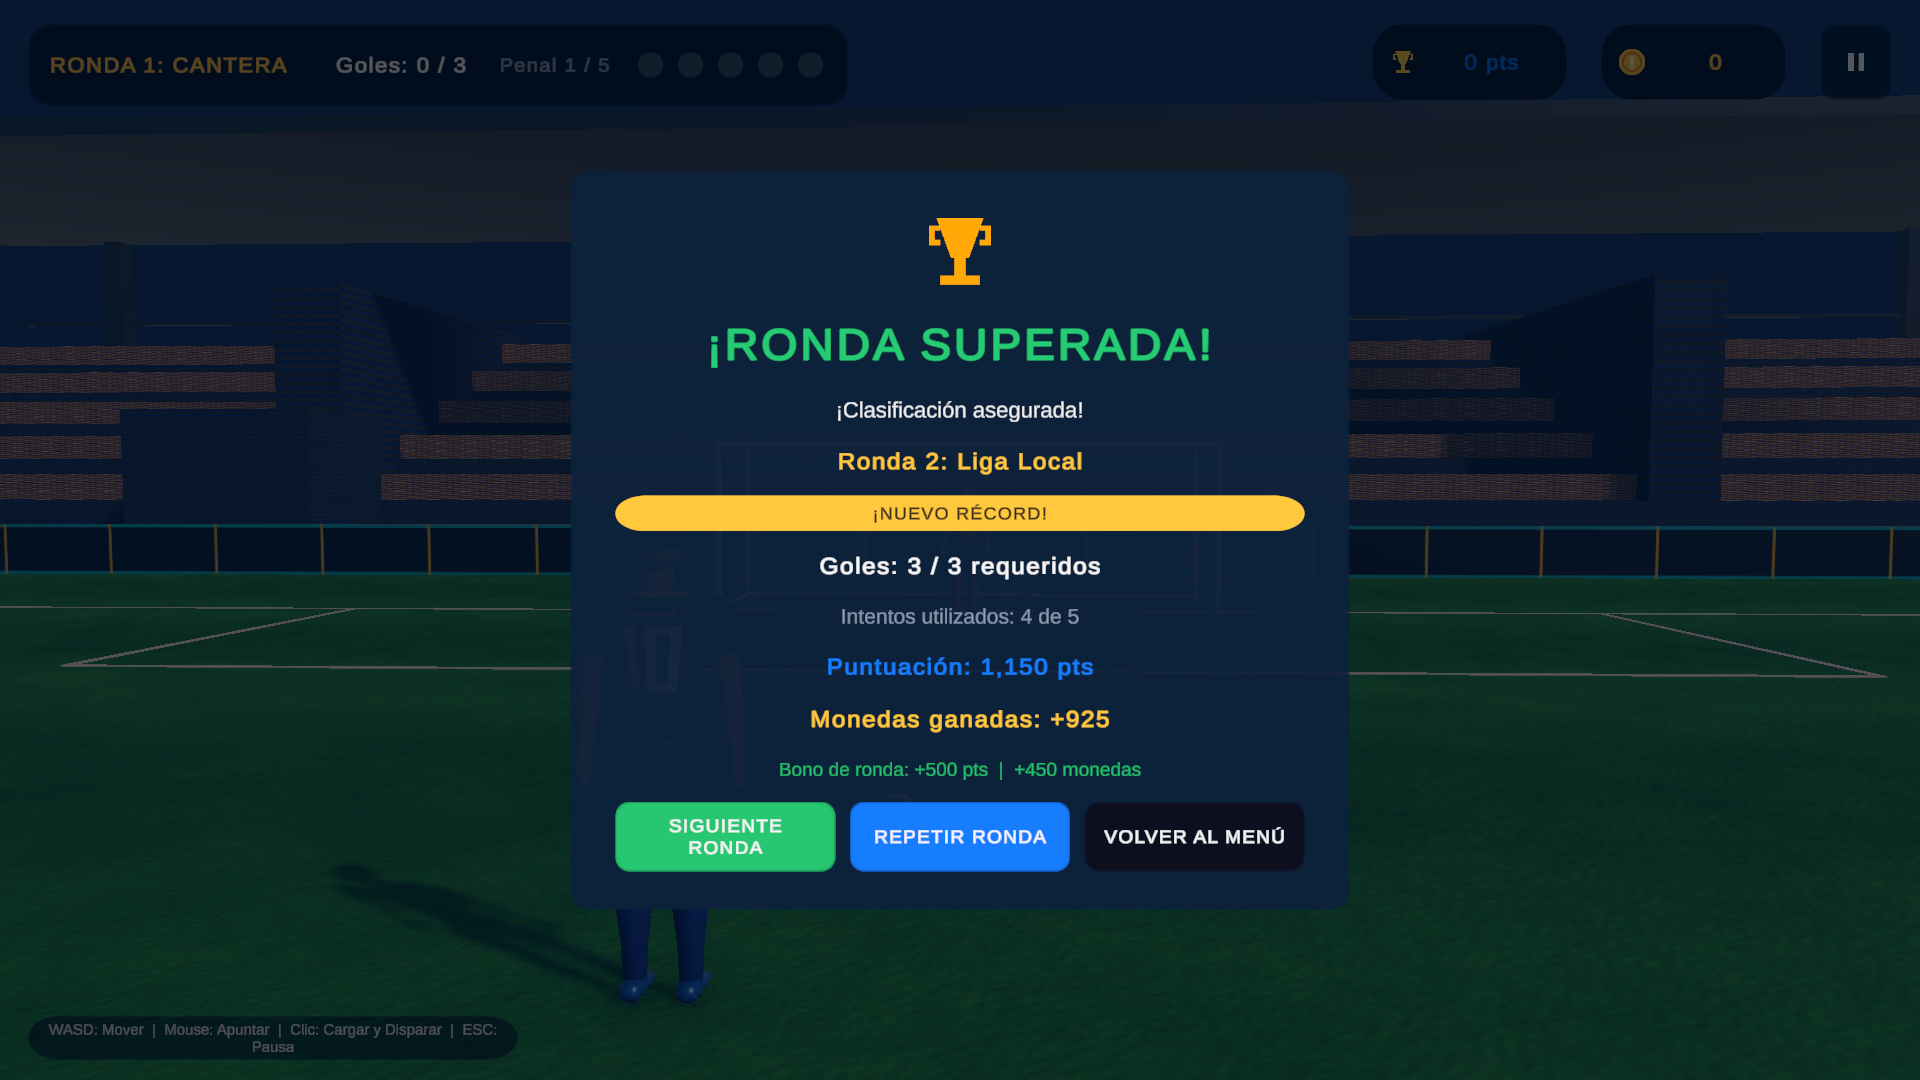 RONDA 1: CANTERA
Goles: 0 / 3
Penal 1 / 5
0 pts
0
¡RONDA SUPERADA!
¡Clasificación asegurada!
Ronda 2: Liga Local
¡NUEVO RÉCORD!
Goles: 3 / 3 requeridos
Intentos utilizados: 4 de 5
Puntuación: 1,150 pts
Monedas ganadas: +925
Bono de ronda: +500 pts | +450 monedas
SIGUIENTE
RONDA
REPETIR RONDA
VOLVER AL MENÚ
10
WASD: Mover | Mouse: Apuntar | Clic: Cargar y Disparar | ESC:
Pausa